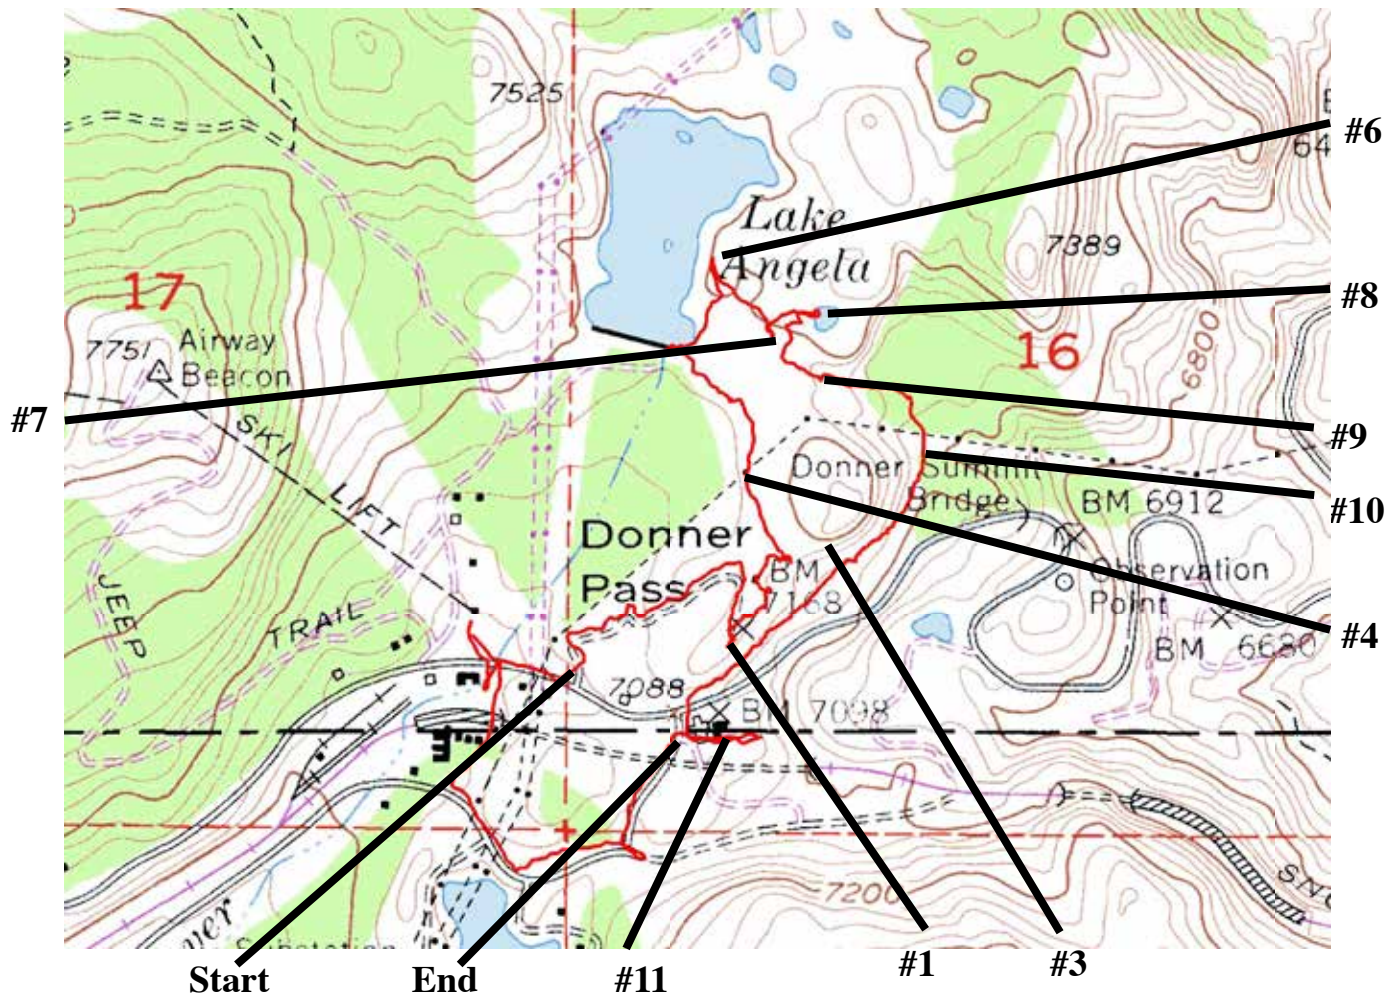 7525
#6
64
Lake
Angela
7389
17
#8
7751
Airway
Beacon
16
6800
#7
SKI
LIFT
#9
Donner Summit
Bridge
BM 6912
#10
Donner
Pass
BM
7168
Observation
Point
JEEP
TRAIL
#4
BM 6680
7088
BM 7098
7200
Substation
Start
End
#11
#1
#3